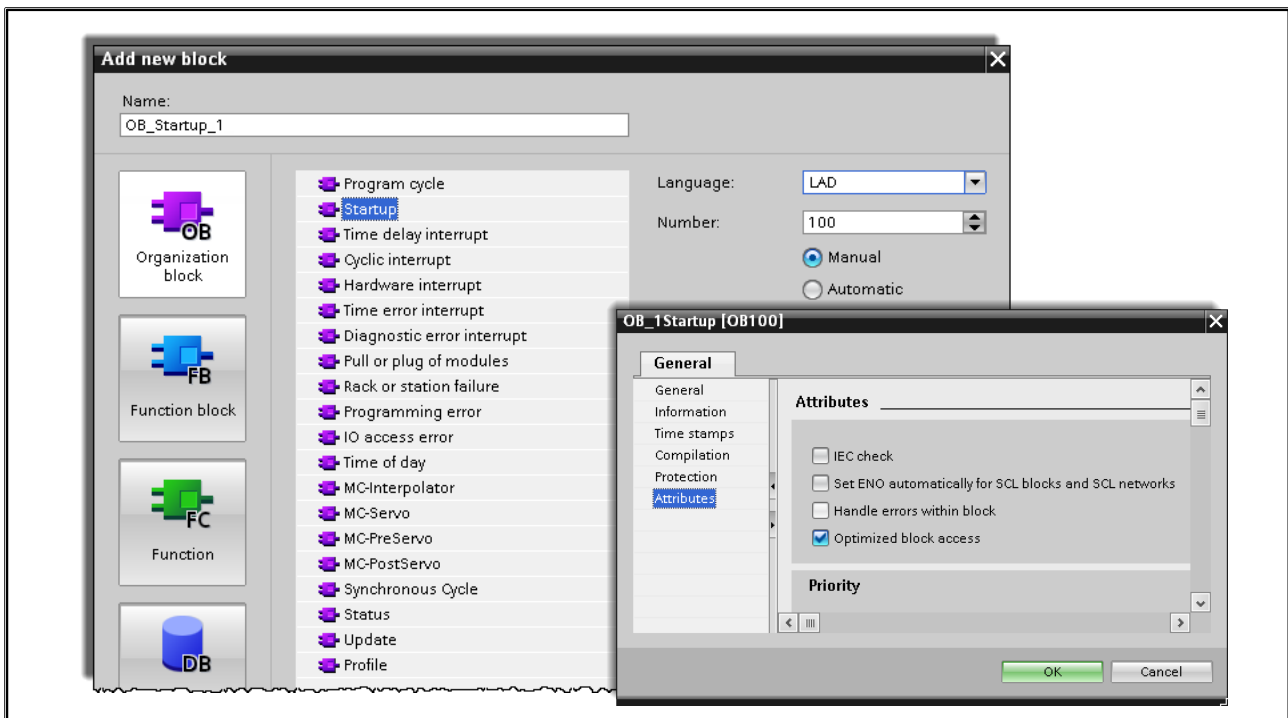 Add new block
Name:
OB_Startup_1
OB
Organization
block
FB
Function block
FC
Function
DB
Program cycle
Startup
Time delay interrupt
Cyclic interrupt
Hardware interrupt
Time error interrupt
Diagnostic error interrupt
Pull or plug of modules
Rack or station failure
Programming error
IO access error
Time of day
MC-Interpolator
MC-Servo
MC-PreServo
MC-PostServo
Synchronous Cycle
Status
Update
Profile
Language:
LAD
Number:
100
Manual
Automatic
OB_1Startup [OB100]
General
General
Information
Time stamps
Compilation
Protection
Attributes
Attributes
IEC check
Set ENO automatically for SCL blocks and SCL networks
Handle errors within block
Optimized block access
Priority
OK
Cancel